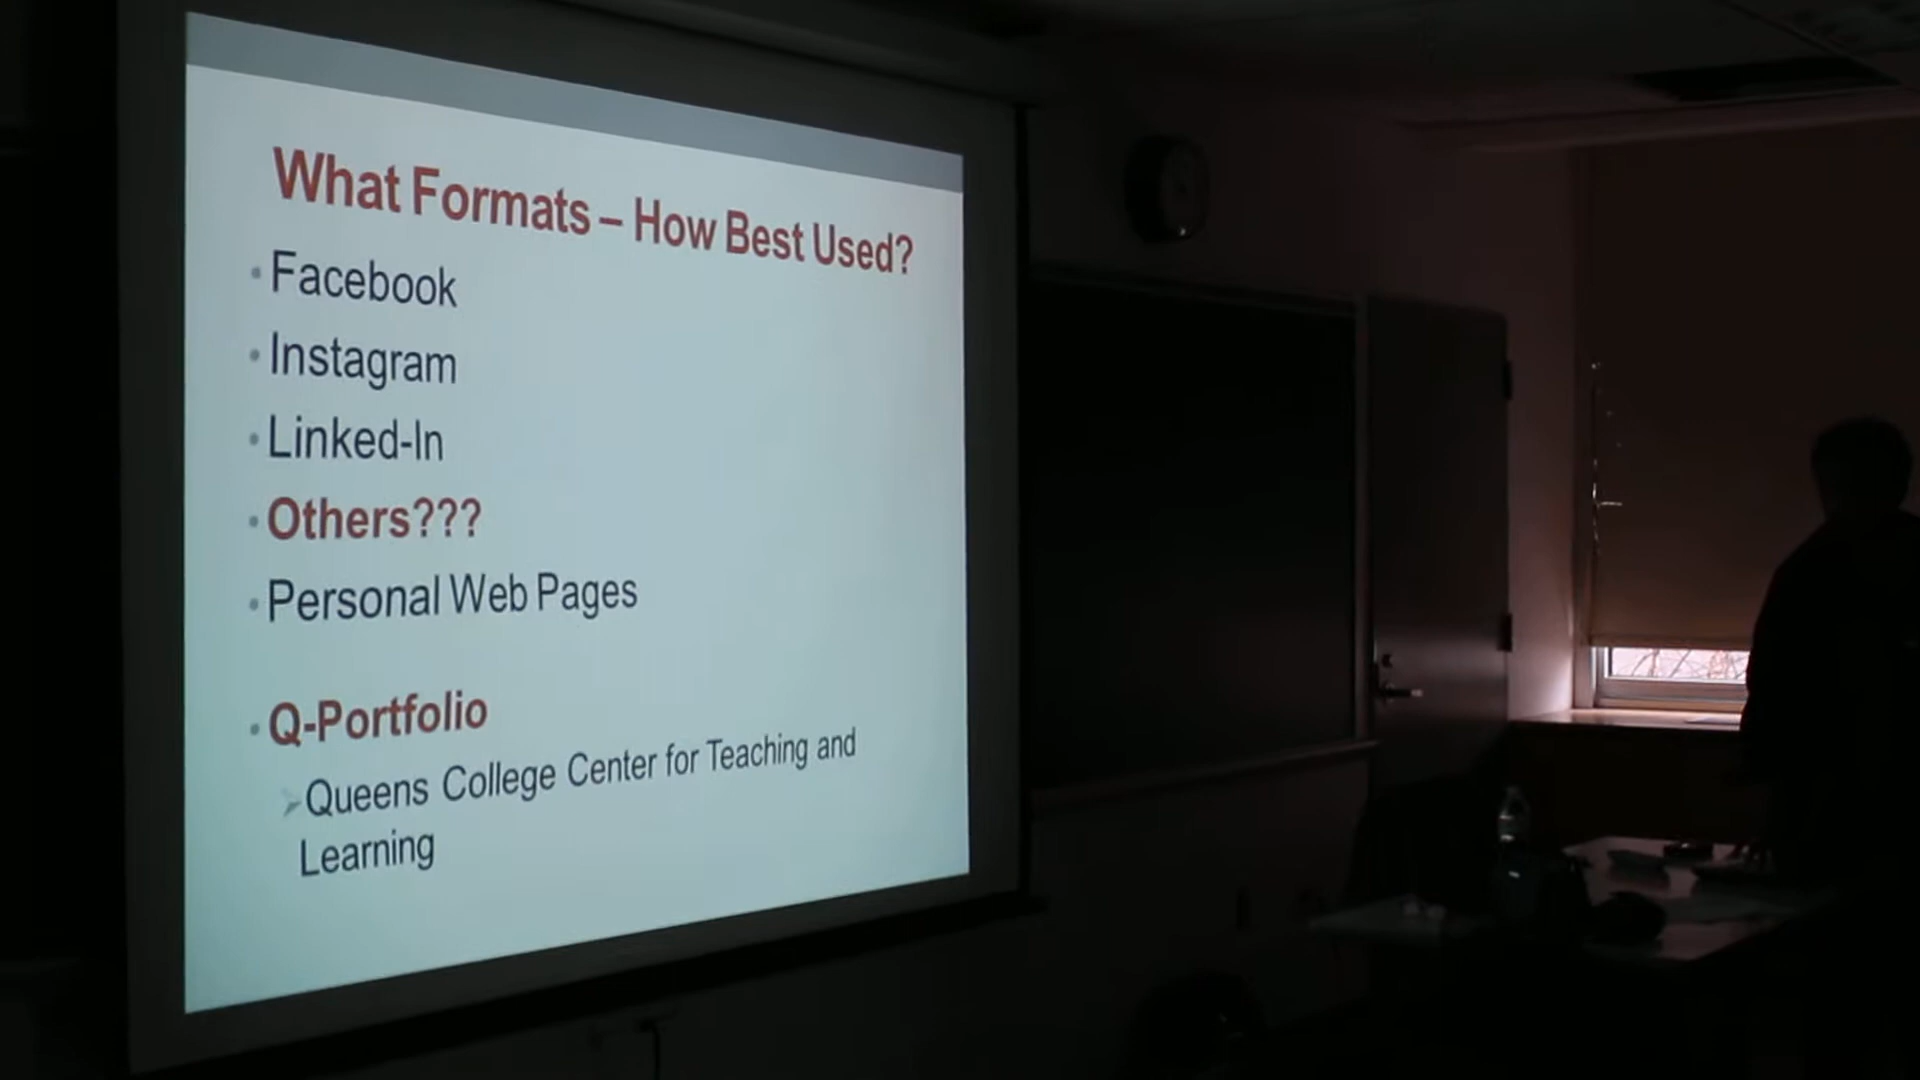 What Formats – How Best Used?
• Facebook
• Instagram
• Linked-In
• Others???
• Personal Web Pages
• Q-Portfolio
➢Queens College Center for Teaching and
Learning